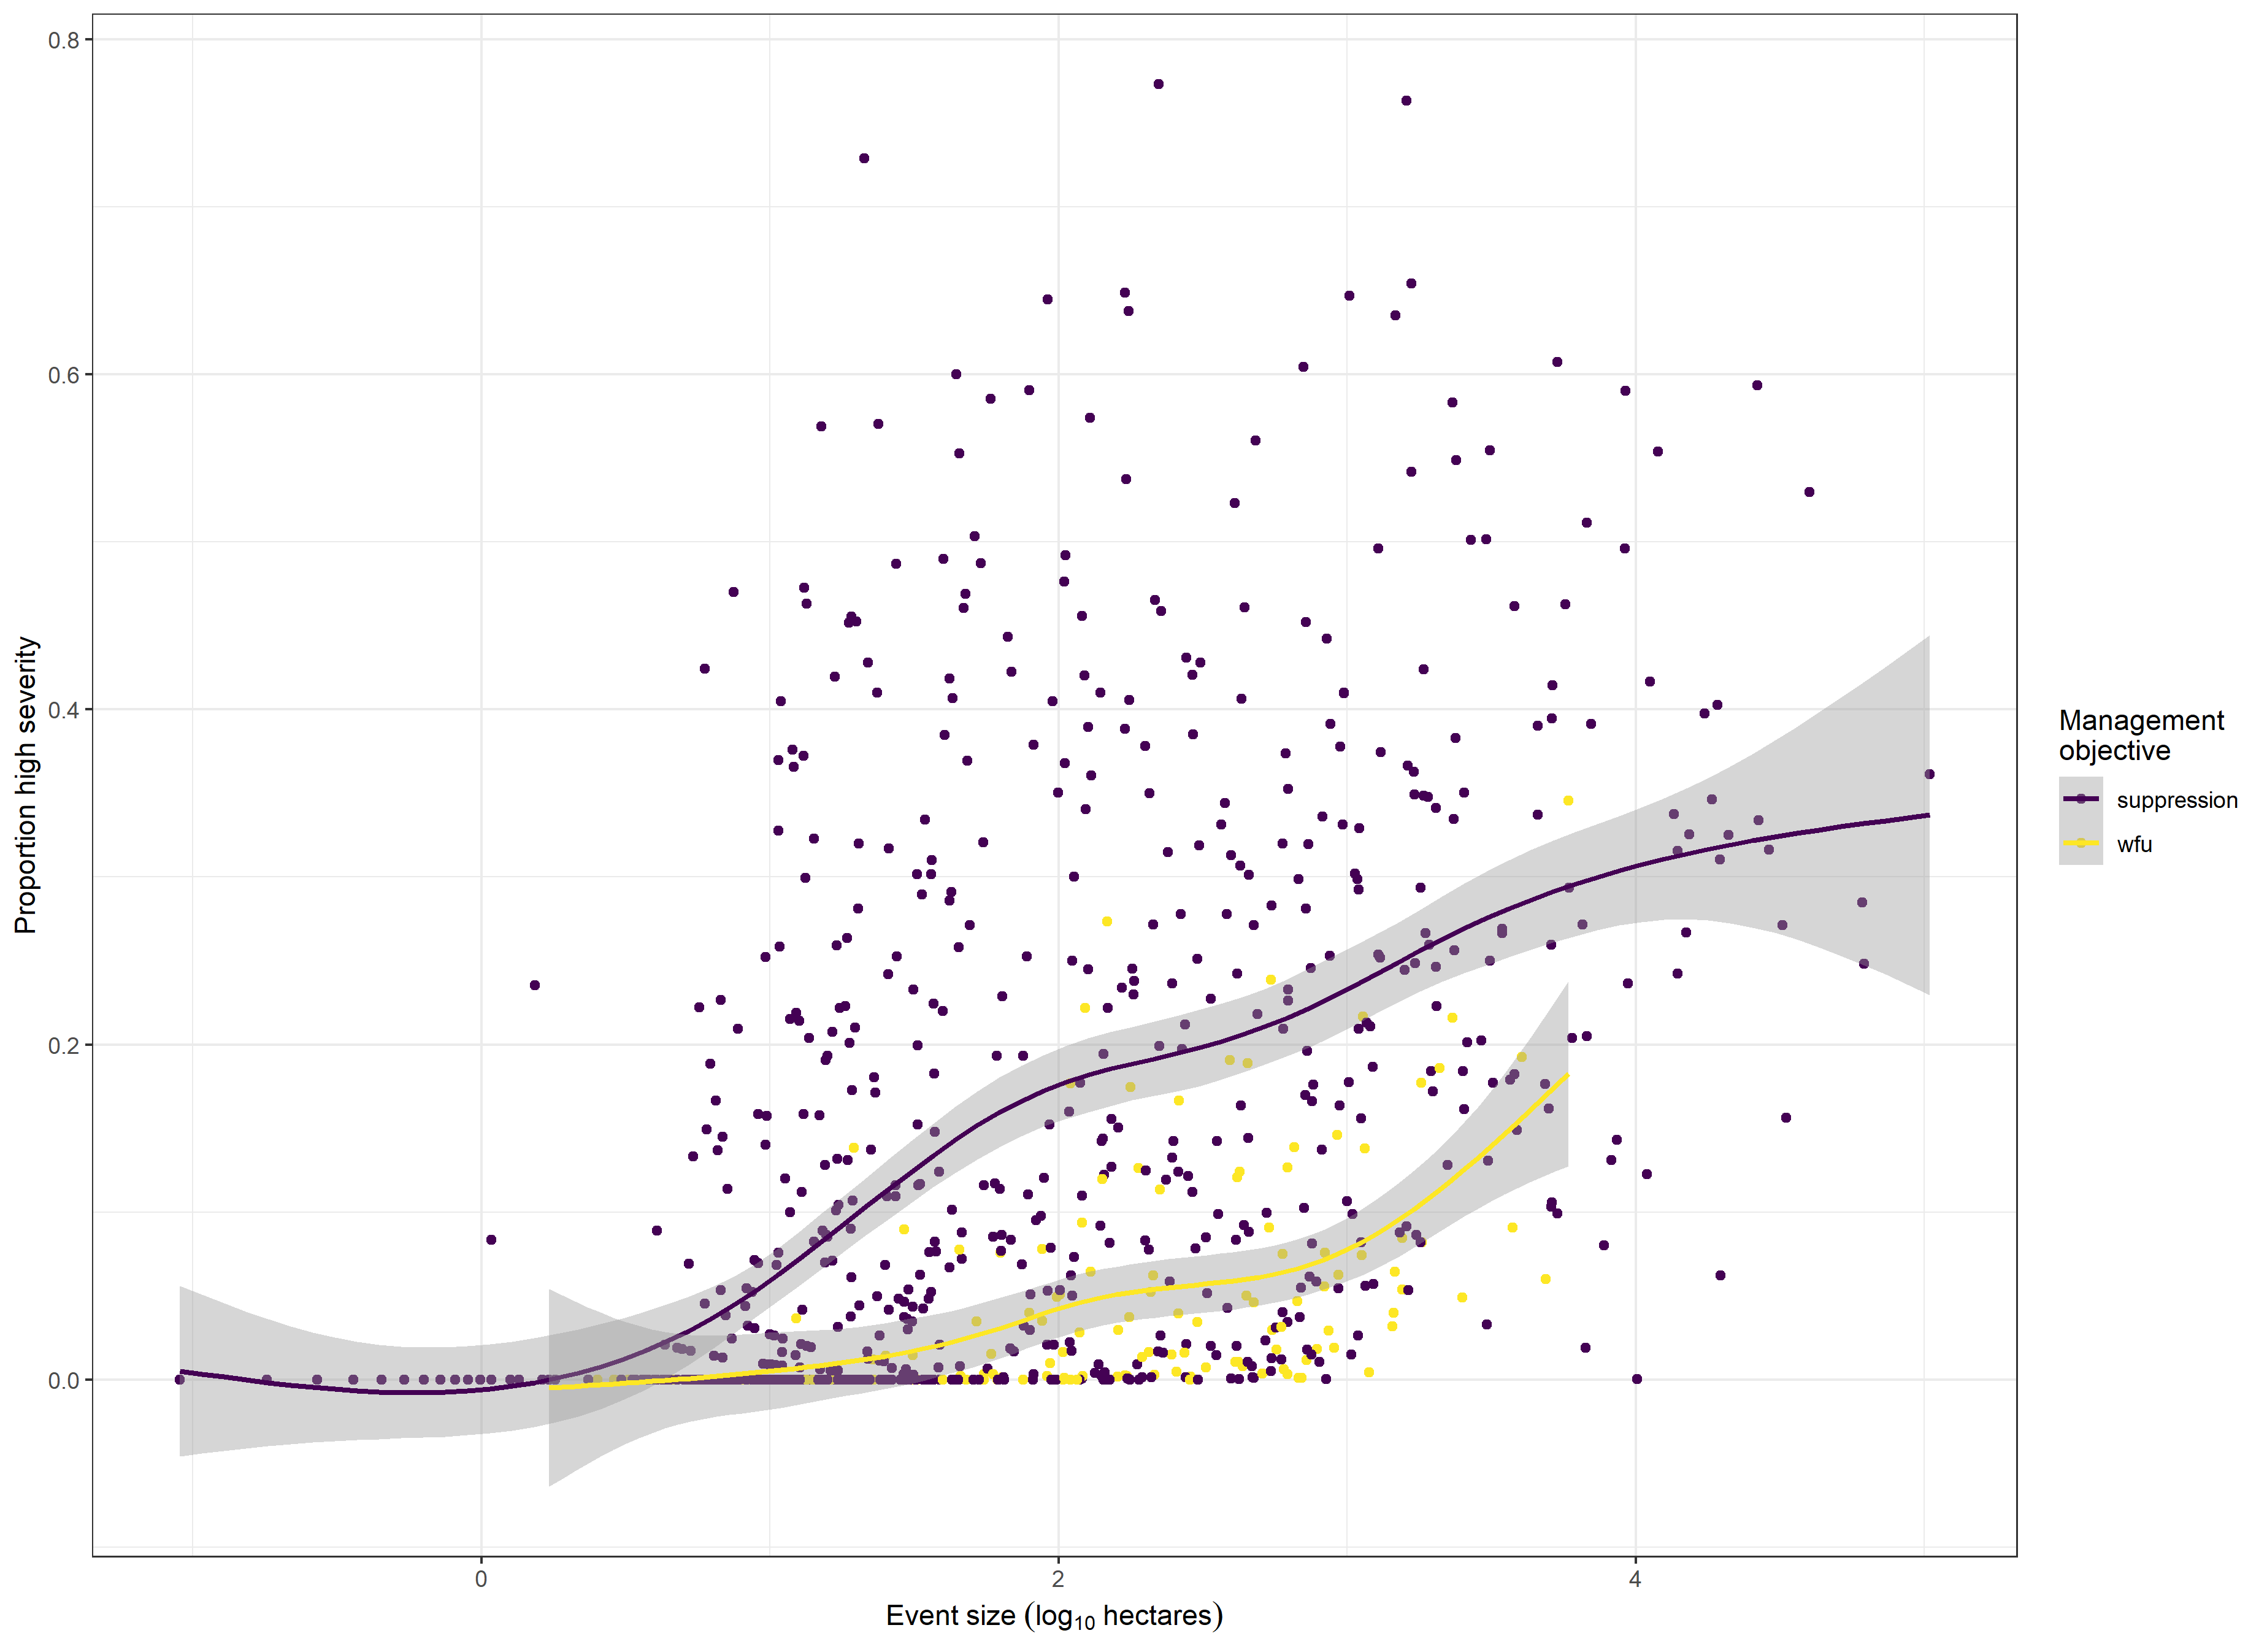 0.8
0.6
0.4
0.2
0.0
Proportion high severity
0
2
4
Event size (log₁₀ hectares)
Management
objective
suppression
wfu